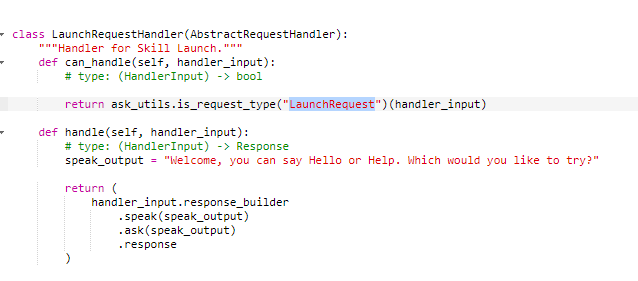 class LaunchRequestHandler(AbstractRequestHandler):
    """Handler for Skill Launch."""
    def can_handle(self, handler_input):
        # type: (HandlerInput) -> bool

        return ask_utils.is_request_type("LaunchRequest")(handler_input)

    def handle(self, handler_input):
        # type: (HandlerInput) -> Response
        speak_output = "Welcome, you can say Hello or Help. Which would you like to try?"

        return (
            handler_input.response_builder
                .speak(speak_output)
                .ask(speak_output)
                .response
        )